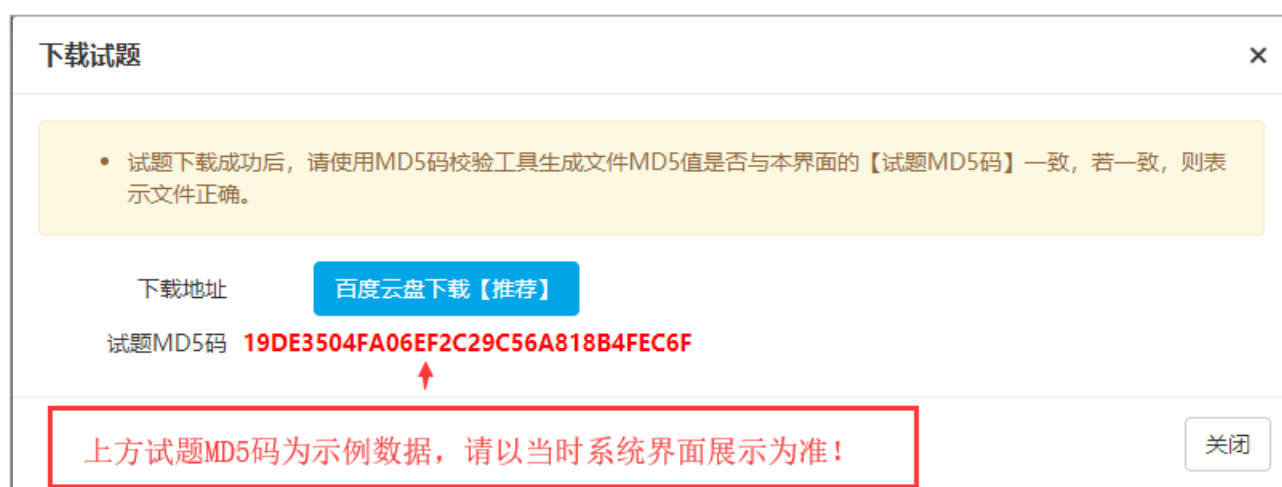 下载试题
×
• 试题下载成功后，请使用MD5码校验工具生成文件MD5值是否与本界面的【试题MD5码】一致，若一致，则表
示文件正确。
下载地址 百度云盘下载【推荐】
试题MD5码 19DE3504FA06EF2C29C56A818B4FEC6F
上方试题MD5码为示例数据，请以当时系统界面展示为准！
关闭